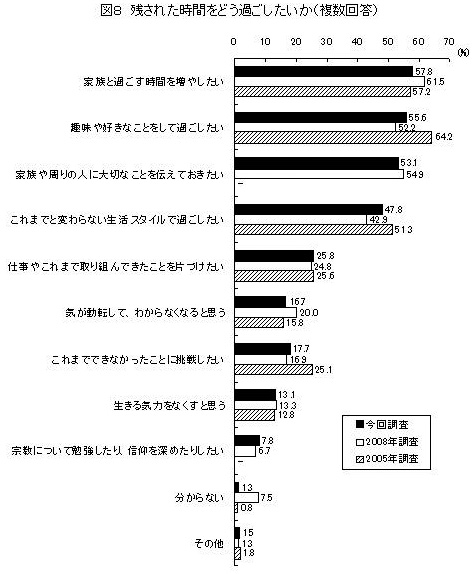 図8 残された時間をどう過ごしたいか(複数回答)
0 10 20 30 40 50 60 70
(%)
家族と過ごす時間を増やしたい 57.8
61.5
57.2
趣味や好きなことをして過ごしたい 55.6
52.2
64.2
家族や周りの人に大切なことを伝えておきたい 53.1
54.9
これまでと変わらない生活スタイルで過ごしたい 47.8
42.9
51.3
仕事やこれまで取り組んできたことを片づけたい 25.8
24.8
25.6
気が動転して、わからなくなると思う 16.7
20.0
15.8
これまでできなかったことに挑戦したい 17.7
16.9
25.1
生きる気力をなくすと思う 13.1
13.3
12.8
宗教について勉強したり、信仰を深めたりしたい 7.8
6.7
分からない 1.3
7.5
0.8
その他 1.5
1.3
1.8
今回調査
2008年調査
2005年調査